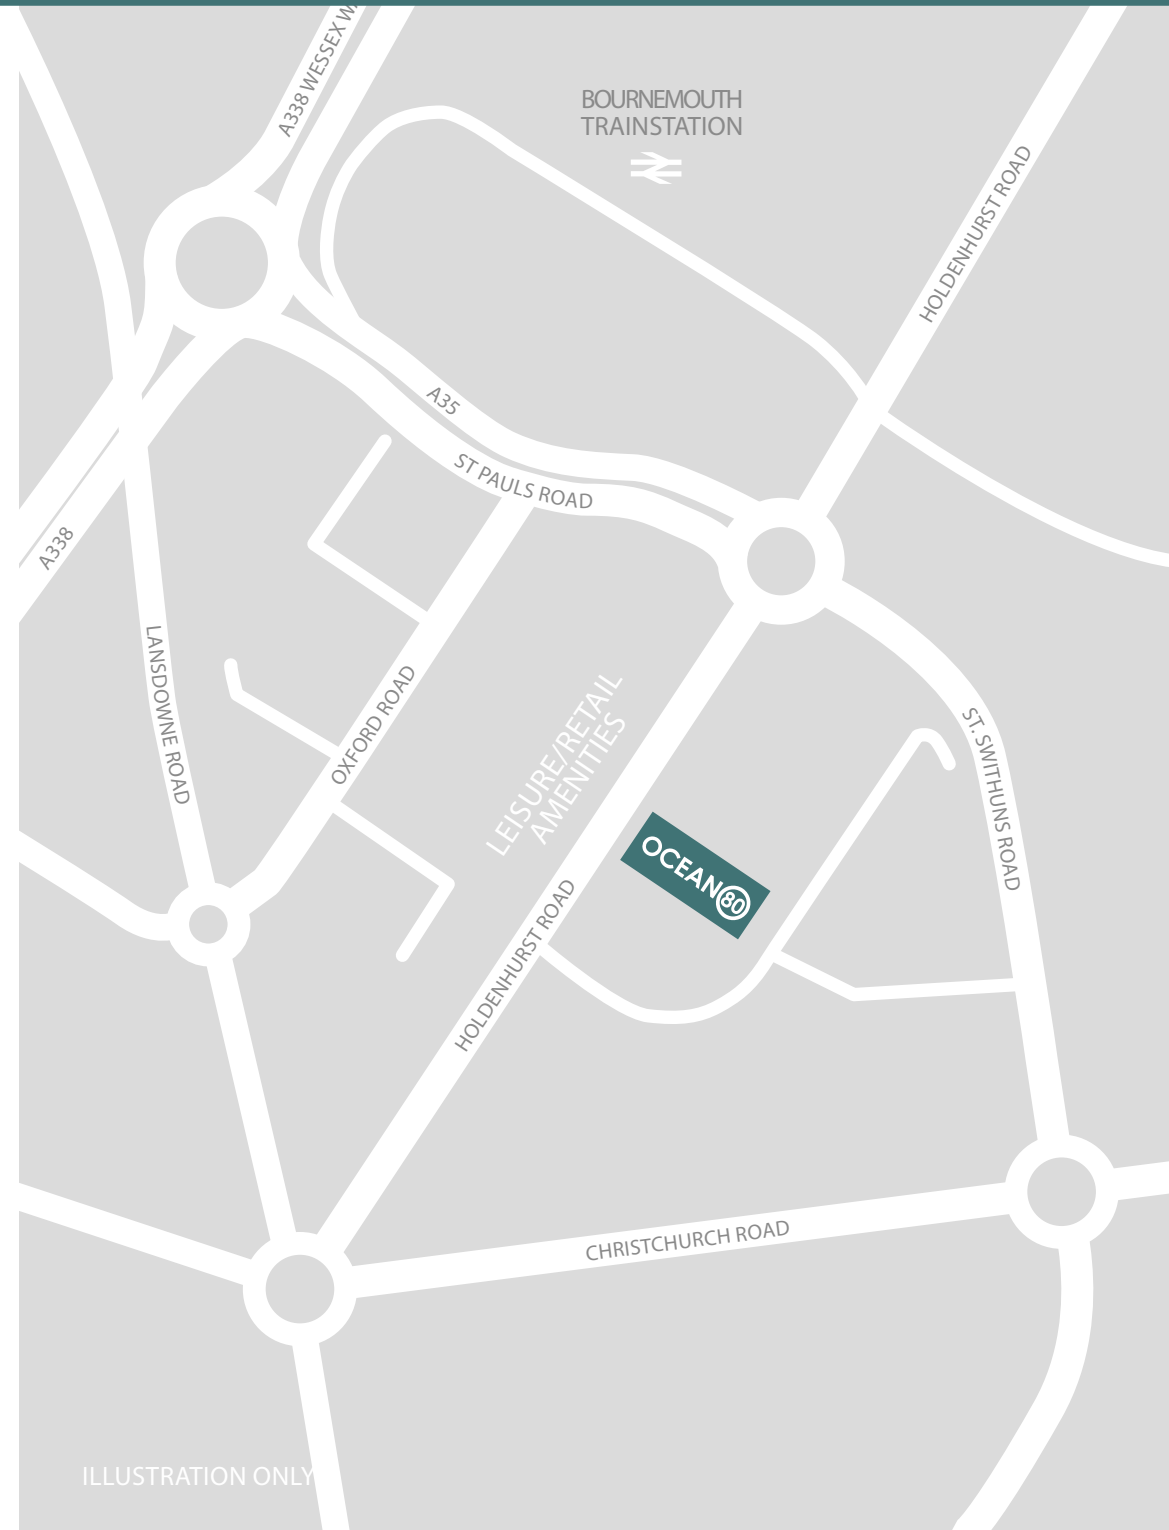 A338 WESSEX W
BOURNEMOUTH
TRAINSTATION
HOLDENHURST ROAD
A35
ST PAULS ROAD
A338
LANSDOWNE ROAD
OXFORD ROAD
LEISURE/RETAIL
AMENITIES
ST. SWITHUNS ROAD
OCEAN80
HOLDENHURST ROAD
CHRISTCHURCH ROAD
ILLUSTRATION ONLY